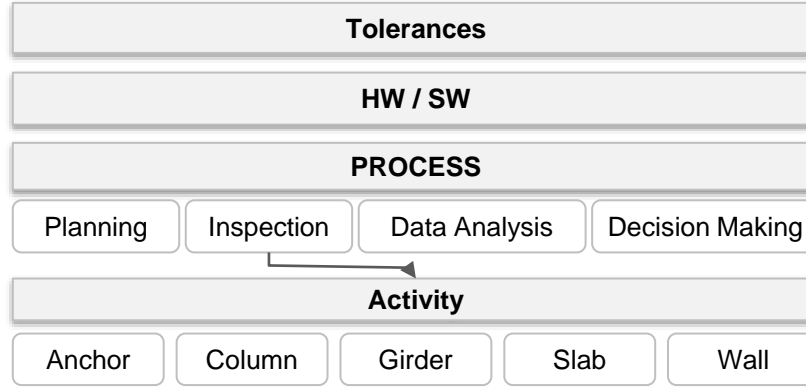 Tolerances
HW / SW
PROCESS
Planning Inspection Data Analysis Decision Making
Activity
Anchor Column Girder Slab Wall